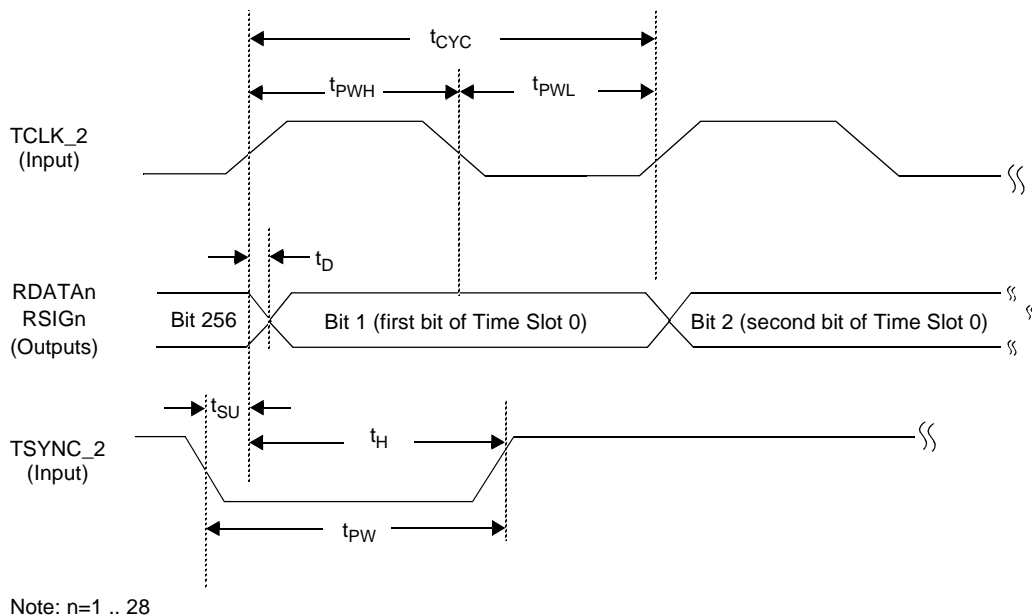 tCYC
tPWH
tPWL
TCLK_2
(Input)
tD
RDATAn
RSIGn
(Outputs)
Bit 256
Bit 1 (first bit of Time Slot 0)
Bit 2 (second bit of Time Slot 0)
tSU
tH
TSYNC_2
(Input)
tPW
Note: n=1 .. 28